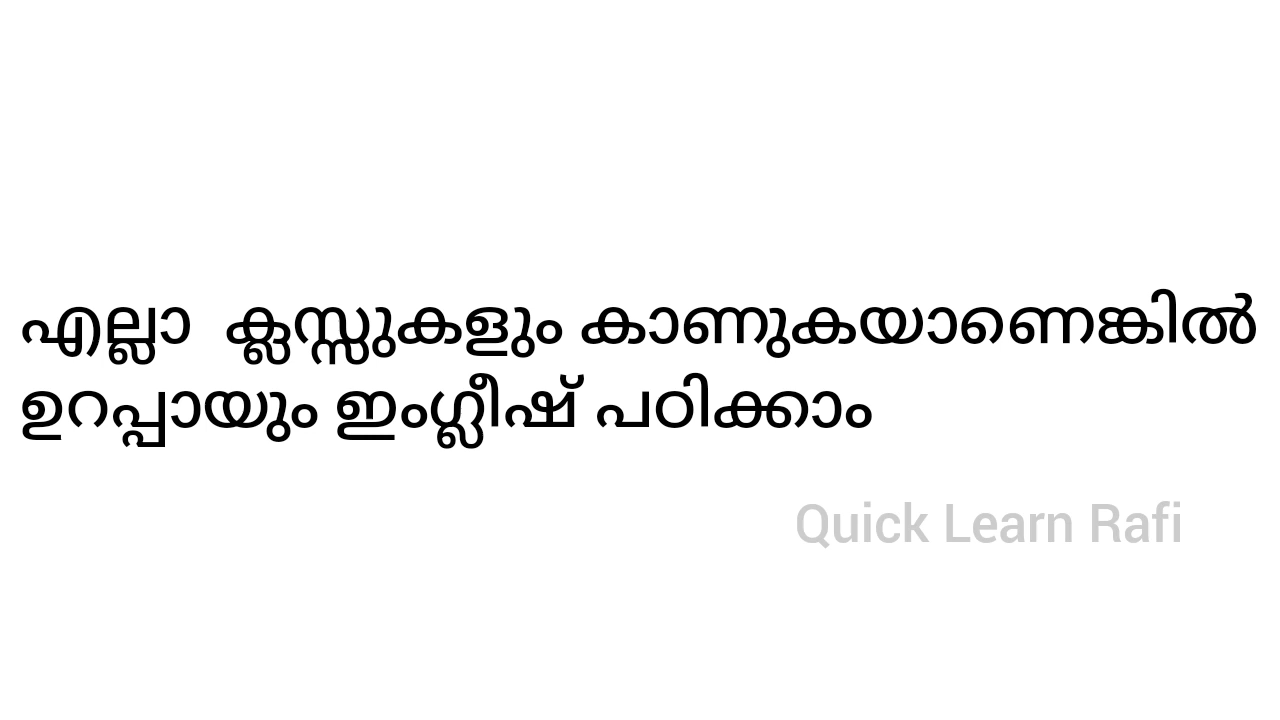 എല്ലാ  ക്ലസ്സുകളും കാണുകയാണെങ്കിൽ
ഉറപ്പായും ഇംഗ്ലീഷ് പഠിക്കാം
Quick Learn Rafi